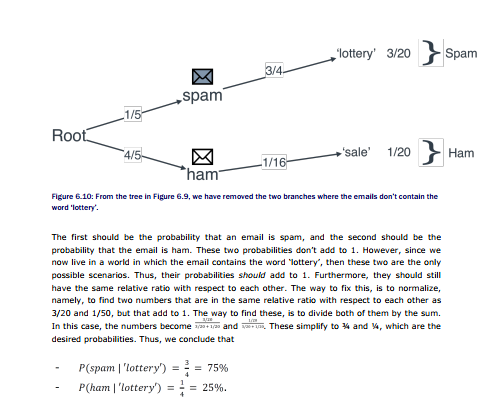 'lottery' 3/20 } Spam
3/4
spam
1/5
Root
4/5
'sale' 1/20 } Ham
1/16
ham
Figure 6.10: From the tree in Figure 6.9, we have removed the two branches where the emails don't contain the
word 'lottery'.
The first should be the probability that an email is spam, and the second should be the
probability that the email is ham. These two probabilities don't add to 1. However, since we
now live in a world in which the email contains the word 'lottery', then these two are the only
possible scenarios. Thus, their probabilities should add to 1. Furthermore, they should still
have the same relative ratio with respect to each other. The way to fix this, is to normalize,
namely, to find two numbers that are in the same relative ratio with respect to each other as
3/20 and 1/50, but that add to 1. The way to find these, is to divide both of them by the sum.
In this case, the numbers become (3/20)/(3/20+1/20) and (1/20)/(3/20+1/20). These simplify to ¾ and ¼, which are the
desired probabilities. Thus, we conclude that
- P(spam | 'lottery') = 3/4 = 75%
- P(ham | 'lottery') = 1/4 = 25%.